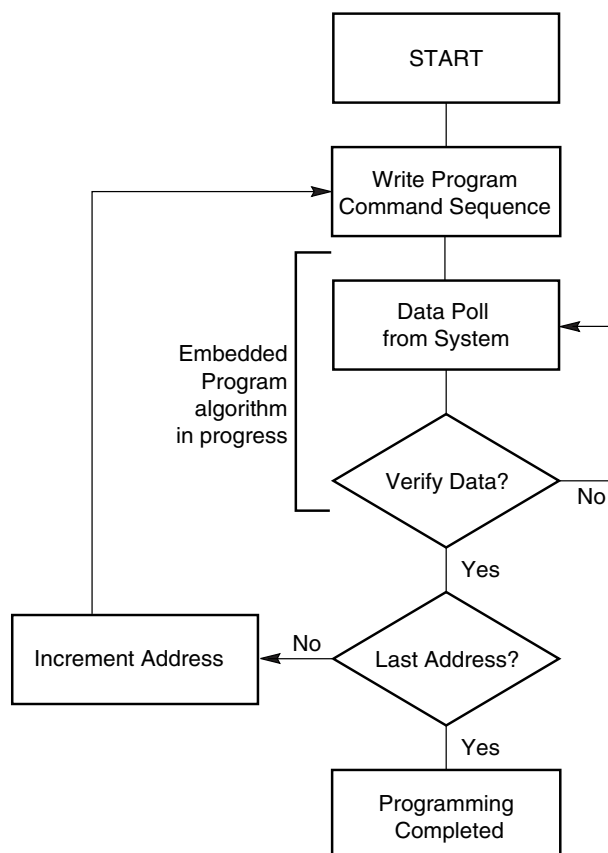 START
Write Program
Command Sequence
Data Poll
from System
Embedded
Program
algorithm
in progress
Verify Data?
No
Yes
Last Address?
No
Increment Address
Yes
Programming
Completed